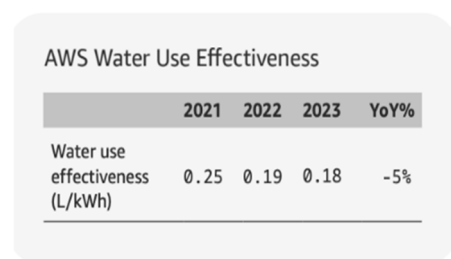 AWS Water Use Effectiveness
2021 2022 2023 YoY%
Water use
effectiveness 0.25 0.19 0.18 -5%
(L/kWh)